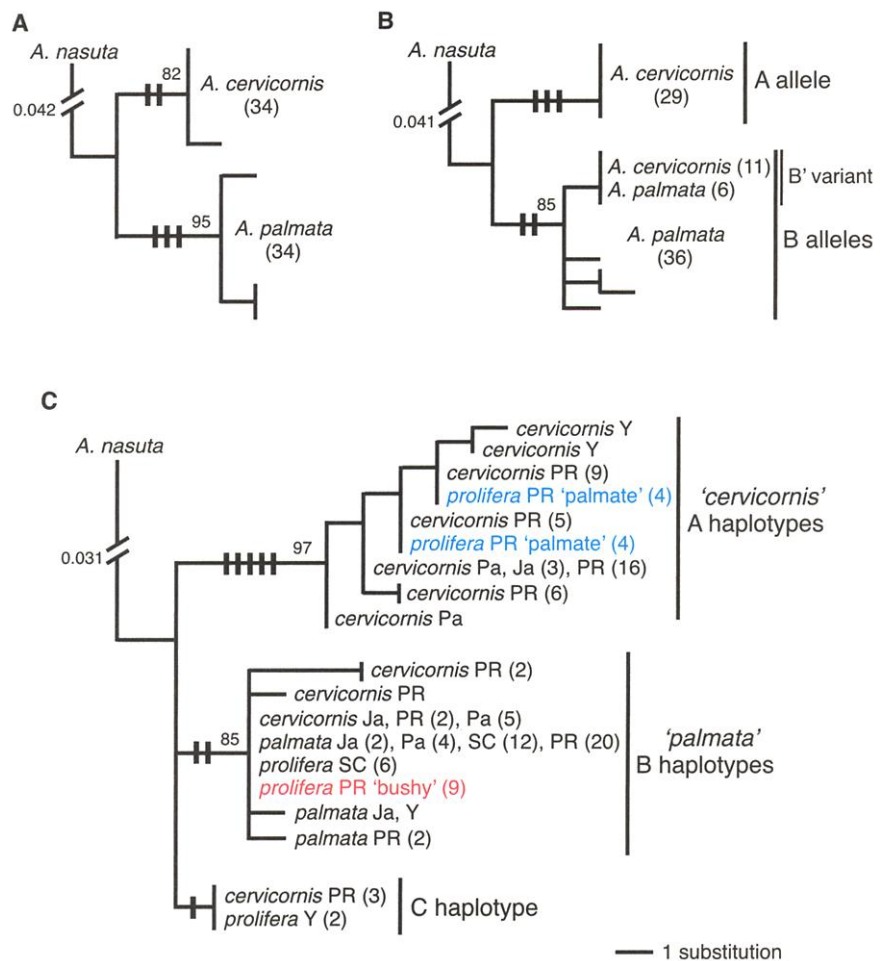 A
A. nasuta
0.042
82
A. cervicornis
(34)
95
A. palmata
(34)
B
A. nasuta
0.041
A. cervicornis
(29)
A allele
A. cervicornis (11)
A. palmata (6)
B' variant
85
A. palmata
(36)
B alleles
C
A. nasuta
0.031
97
cervicornis Y
cervicornis Y
cervicornis PR (9)
prolifera PR 'palmate' (4)
cervicornis PR (5)
prolifera PR 'palmate' (4)
cervicornis Pa, Ja (3), PR (16)
cervicornis PR (6)
cervicornis Pa
'cervicornis'
A haplotypes
85
cervicornis PR (2)
cervicornis PR
cervicornis Ja, PR (2), Pa (5)
palmata Ja (2), Pa (4), SC (12), PR (20)
prolifera SC (6)
prolifera PR 'bushy' (9)
palmata Ja, Y
palmata PR (2)
'palmata'
B haplotypes
cervicornis PR (3)
prolifera Y (2)
C haplotype
1 substitution